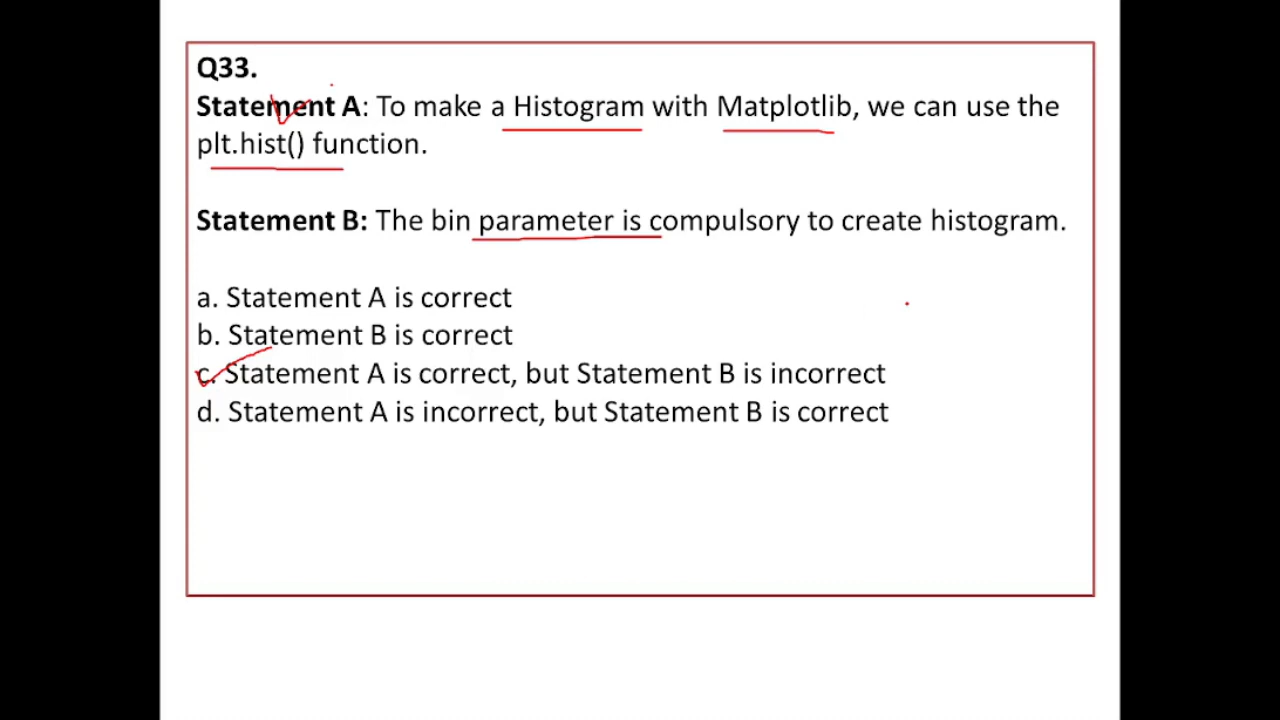 Q33.
Statement A: To make a Histogram with Matplotlib, we can use the
plt.hist() function.
Statement B: The bin parameter is compulsory to create histogram.
a. Statement A is correct
b. Statement B is correct
c. Statement A is correct, but Statement B is incorrect
d. Statement A is incorrect, but Statement B is correct